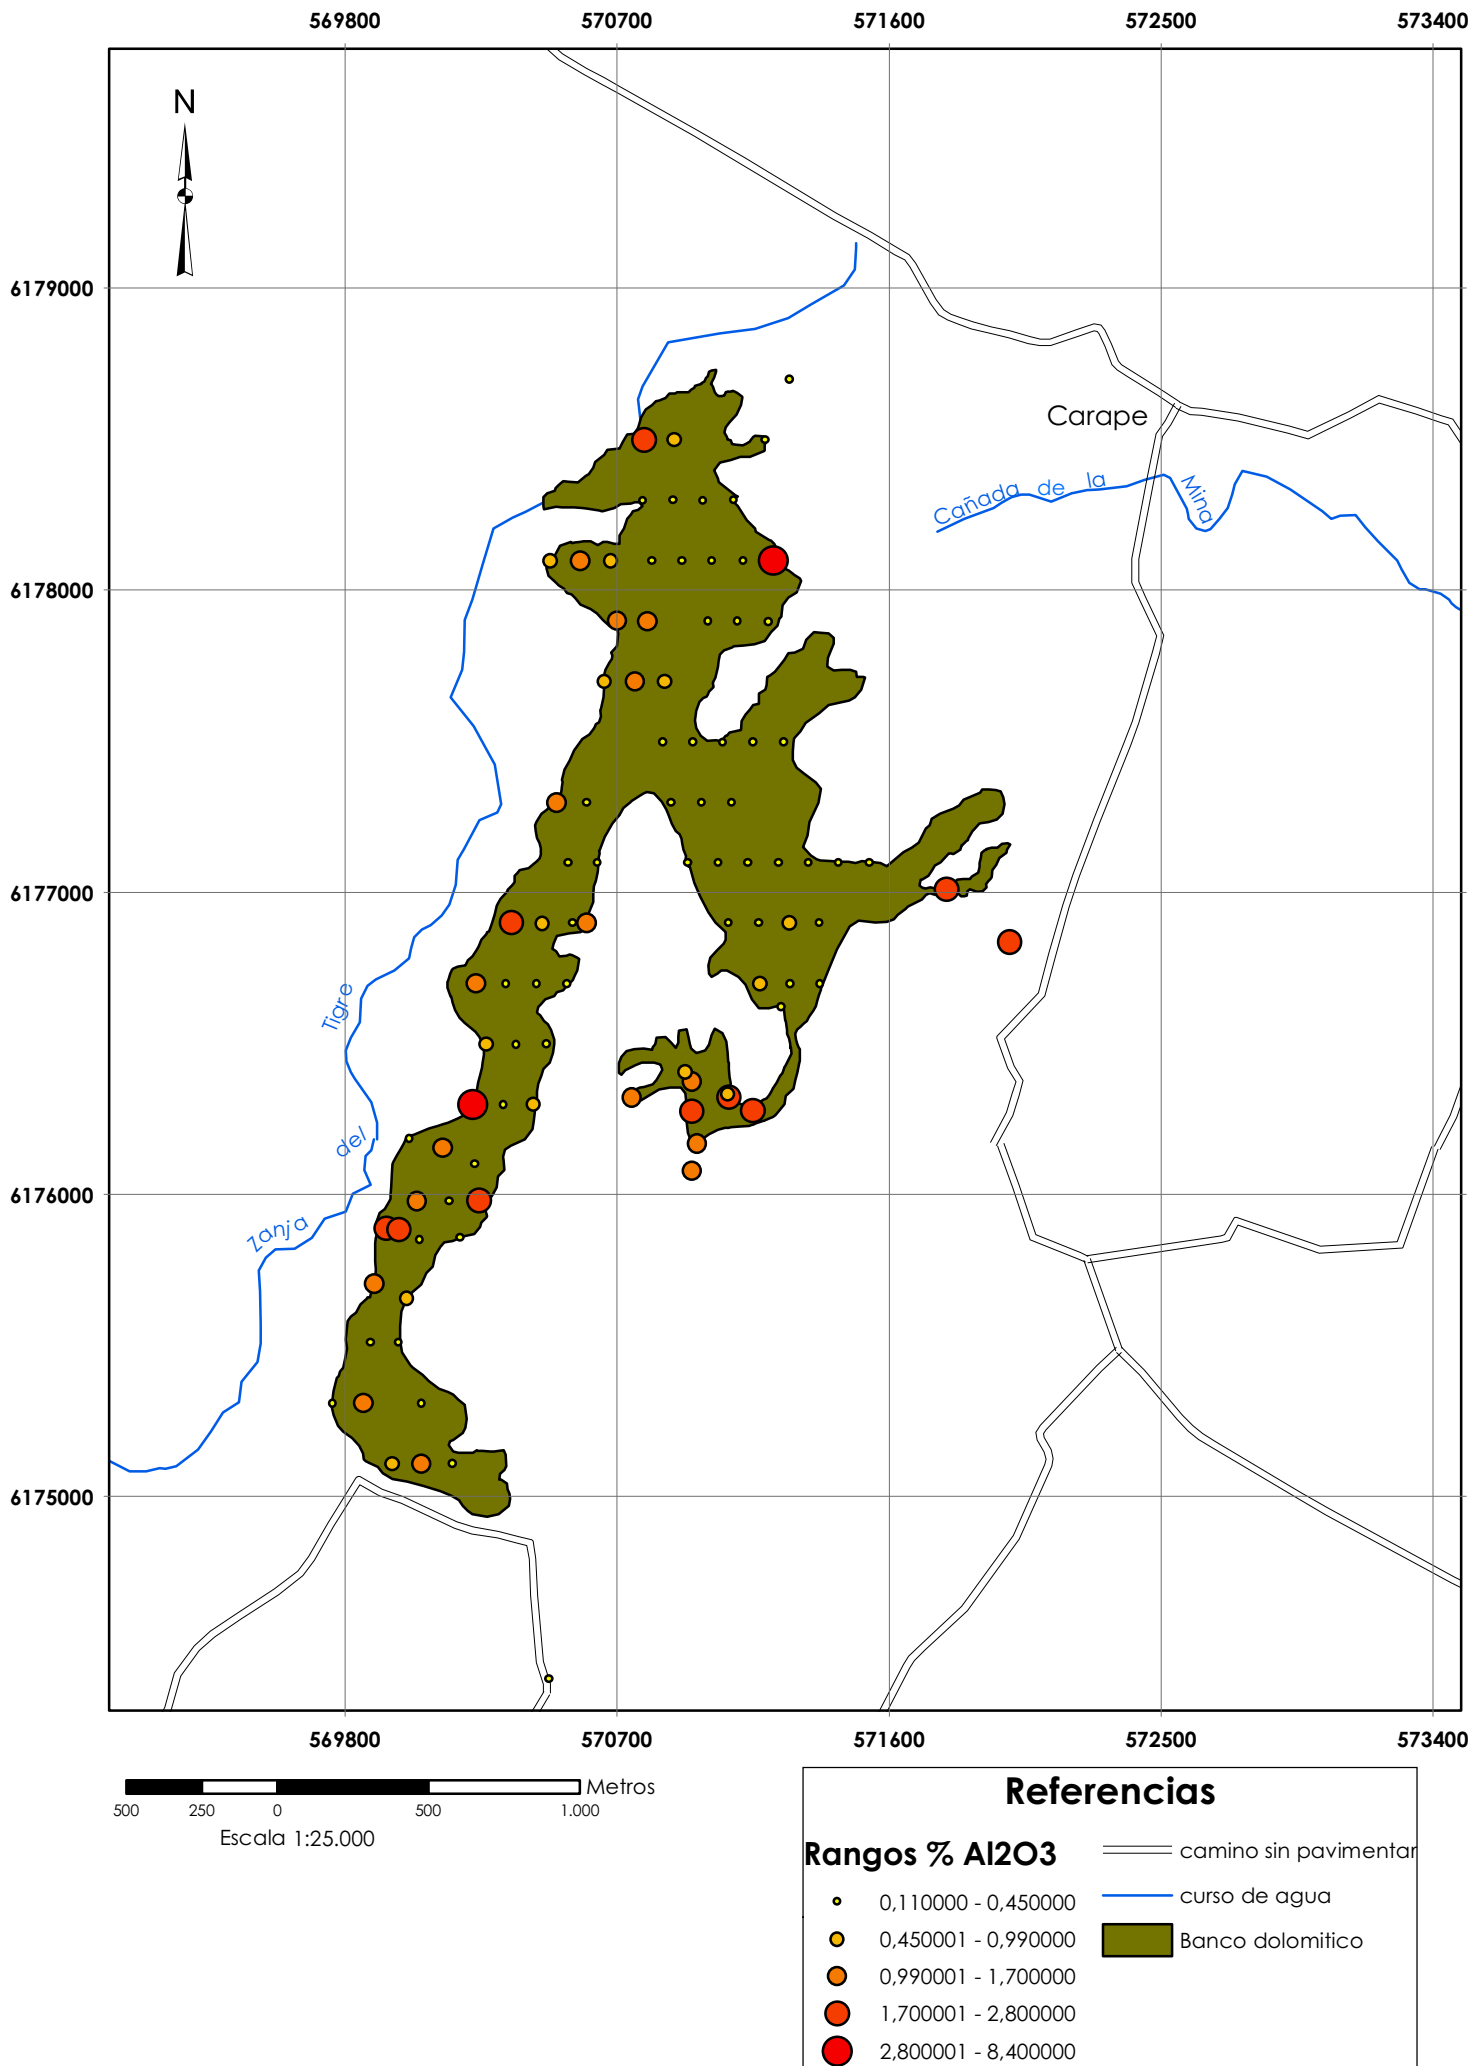 569800 570700 571600 572500 573400
N
6179000
Carape
Cañada de la Mina
6178000
6177000
Zanja del Tigre
6176000
6175000
569800 570700 571600 572500 573400
Metros
500 250 0 500 1.000
Escala 1:25.000
Referencias
Rangos % Al2O3
0,110000 - 0,450000
0,450001 - 0,990000
0,990001 - 1,700000
1,700001 - 2,800000
2,800001 - 8,400000
camino sin pavimentar
curso de agua
Banco dolomitico